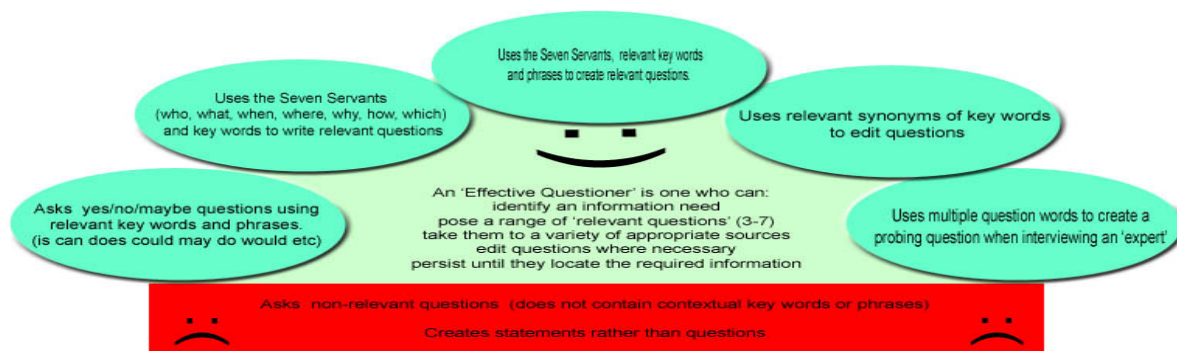 Uses the Seven Servants, relevant key words
and phrases to create relevant questions.
Uses the Seven Servants
(who, what, when, where, why, how, which)
and key words to write relevant questions
Uses relevant synonyms of key words
to edit questions
Asks yes/no/maybe questions using
relevant key words and phrases.
(is can does could may do would etc)
An 'Effective Questioner' is one who can:
identify an information need
pose a range of 'relevant questions' (3-7)
take them to a variety of appropriate sources
edit questions where necessary
persist until they locate the required information
Uses multiple question words to create a
probing question when interviewing an 'expert'
Asks non-relevant questions (does not contain contextual key words or phrases)
Creates statements rather than questions